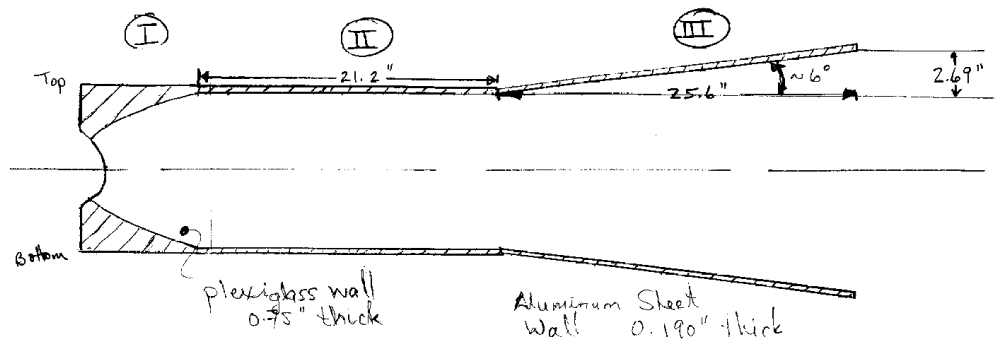 I
II
III
Top
21.2"
~6°
2.69"
25.6"
Bottom
plexiglass wall
0.75" thick
Aluminum Sheet
Wall 0.190" thick